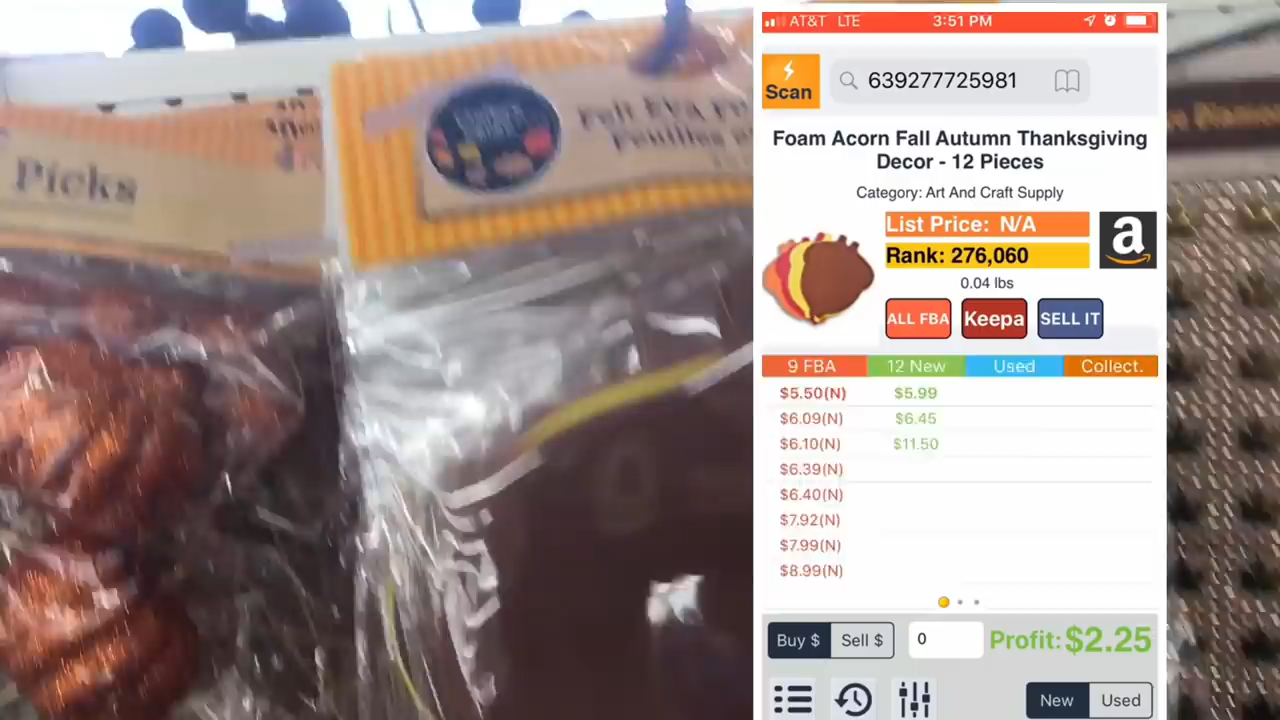 Picks
AT&T LTE
3:51 PM
Scan
639277725981
Foam Acorn Fall Autumn Thanksgiving
Decor - 12 Pieces
Category: Art And Craft Supply
List Price: N/A
Rank: 276,060
0.04 lbs
a
ALL FBA
Keepa
SELL IT
9 FBA 12 New Used Collect.
$5.50(N) $5.99
$6.09(N) $6.45
$6.10(N) $11.50
$6.39(N)
$6.40(N)
$7.92(N)
$7.99(N)
$8.99(N)
Buy $ Sell $ 0 Profit: $2.25
New Used